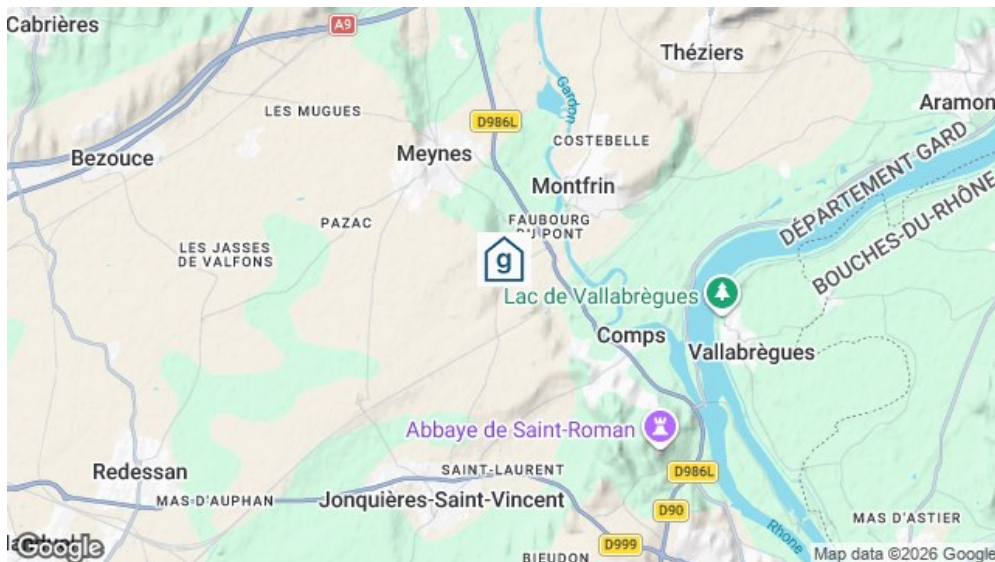 Cabrières
A9
Théziers
Gardon
LES MUGUES
D986L
Aramon
COSTEBELLE
Bezouce
Meynes
DÉPARTEMENT GARD
Montfrin
BOUCHES-DU-RHÔNE
PAZAC
FAUBOURG
DU PONT
LES JASSES
DE VALFONS
g
Lac de Vallabrègues
Comps
Vallabrègues
Abbaye de Saint-Roman
Redessan
SAINT-LAURENT
D986L
MAS D'AUPHAN
Jonquières-Saint-Vincent
D90
MAS D'ASTIER
Rhone
D999
Google
BIEUDON
Map data ©2026 Google